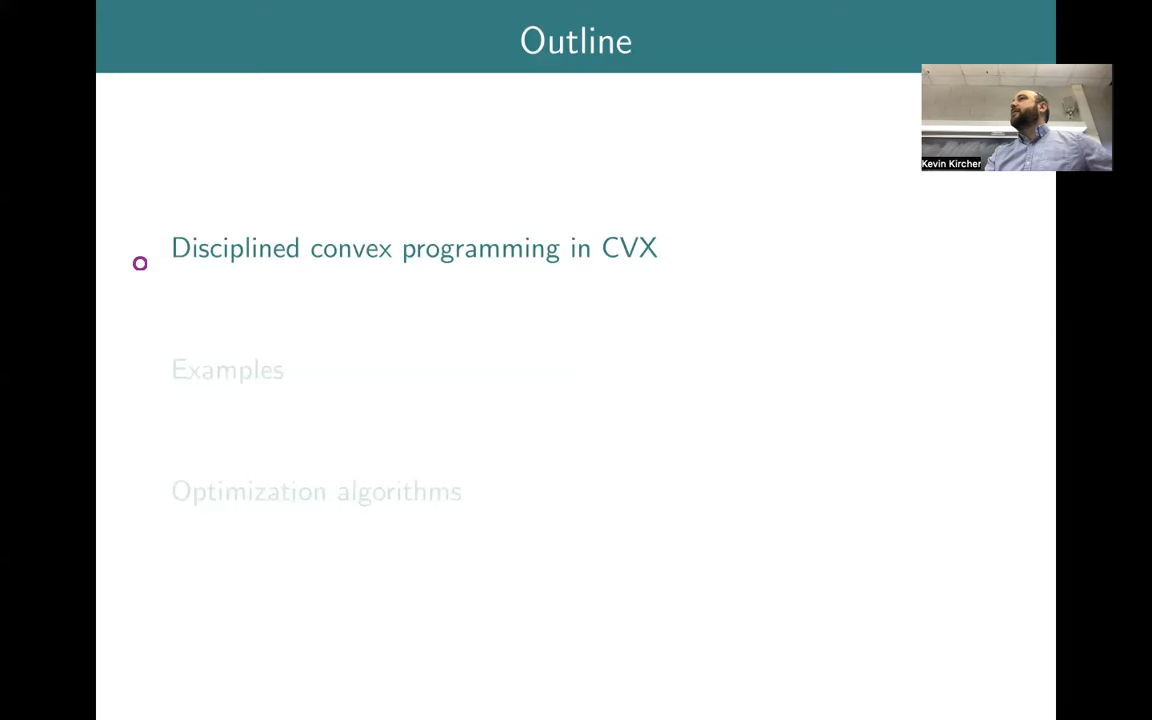 Outline
Kevin Kircher
Disciplined convex programming in CVX
Examples
Optimization algorithms